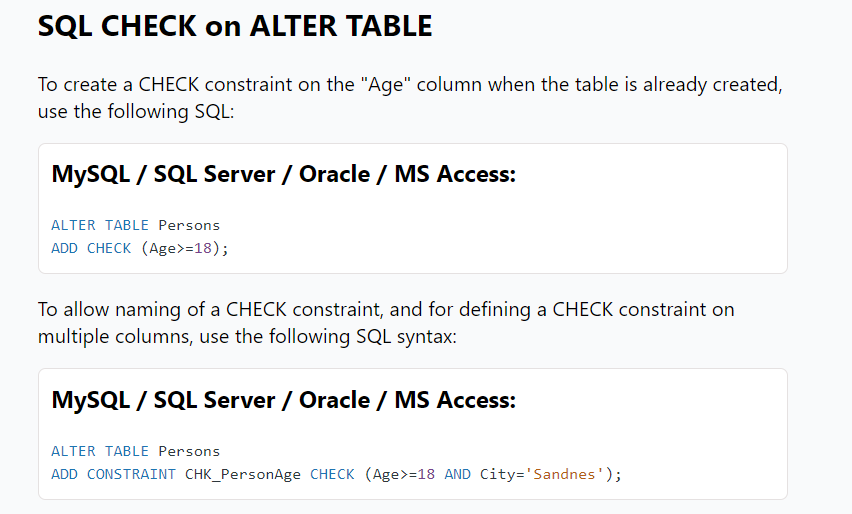 SQL CHECK on ALTER TABLE
To create a CHECK constraint on the "Age" column when the table is already created,
use the following SQL:
MySQL / SQL Server / Oracle / MS Access:
ALTER TABLE Persons
ADD CHECK (Age>=18);
To allow naming of a CHECK constraint, and for defining a CHECK constraint on
multiple columns, use the following SQL syntax:
MySQL / SQL Server / Oracle / MS Access:
ALTER TABLE Persons
ADD CONSTRAINT CHK_PersonAge CHECK (Age>=18 AND City='Sandnes');